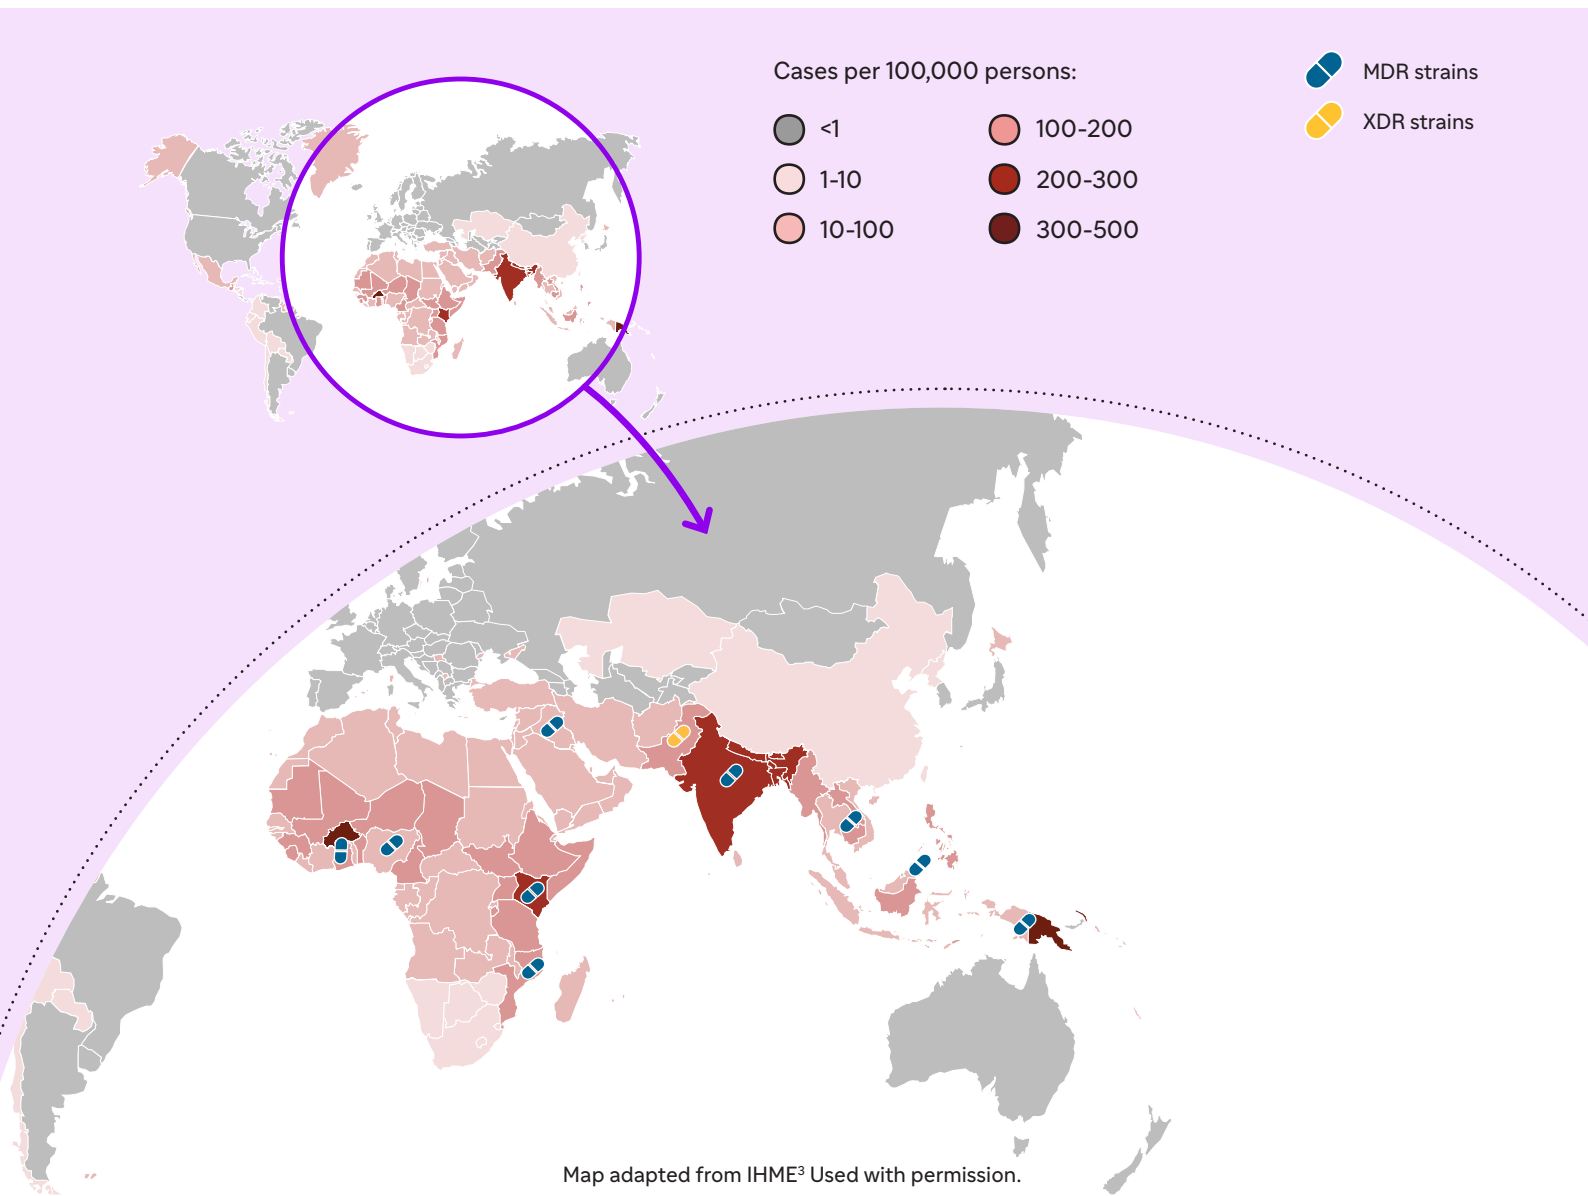 Cases per 100,000 persons:
<1
1-10
10-100
100-200
200-300
300-500
MDR strains
XDR strains
Map adapted from IHME³ Used with permission.